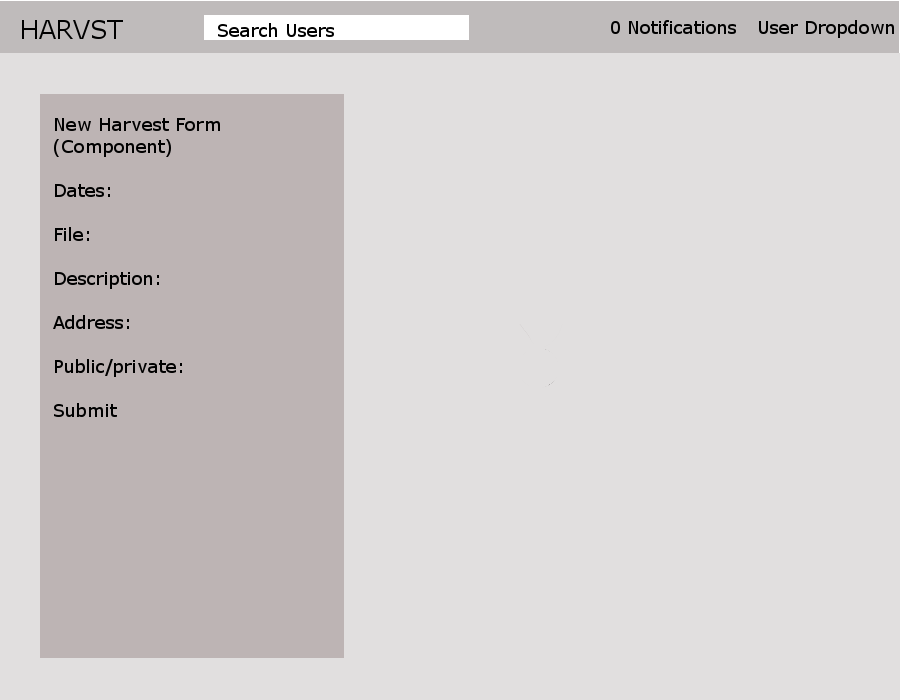 HARVST
Search Users
0 Notifications
User Dropdown
New Harvest Form
(Component)
Dates:
File:
Description:
Address:
Public/private:
Submit